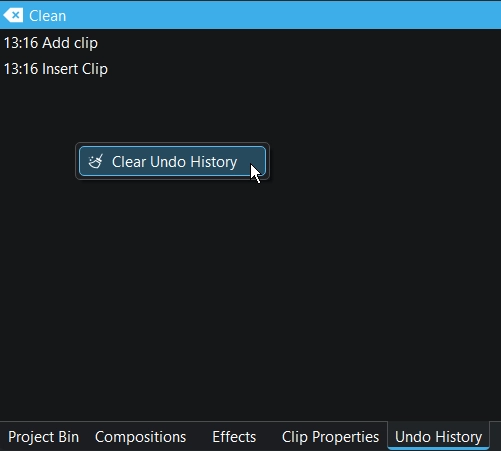 Clean
13:16 Add clip
13:16 Insert Clip
Clear Undo History
Project Bin Compositions Effects Clip Properties Undo History